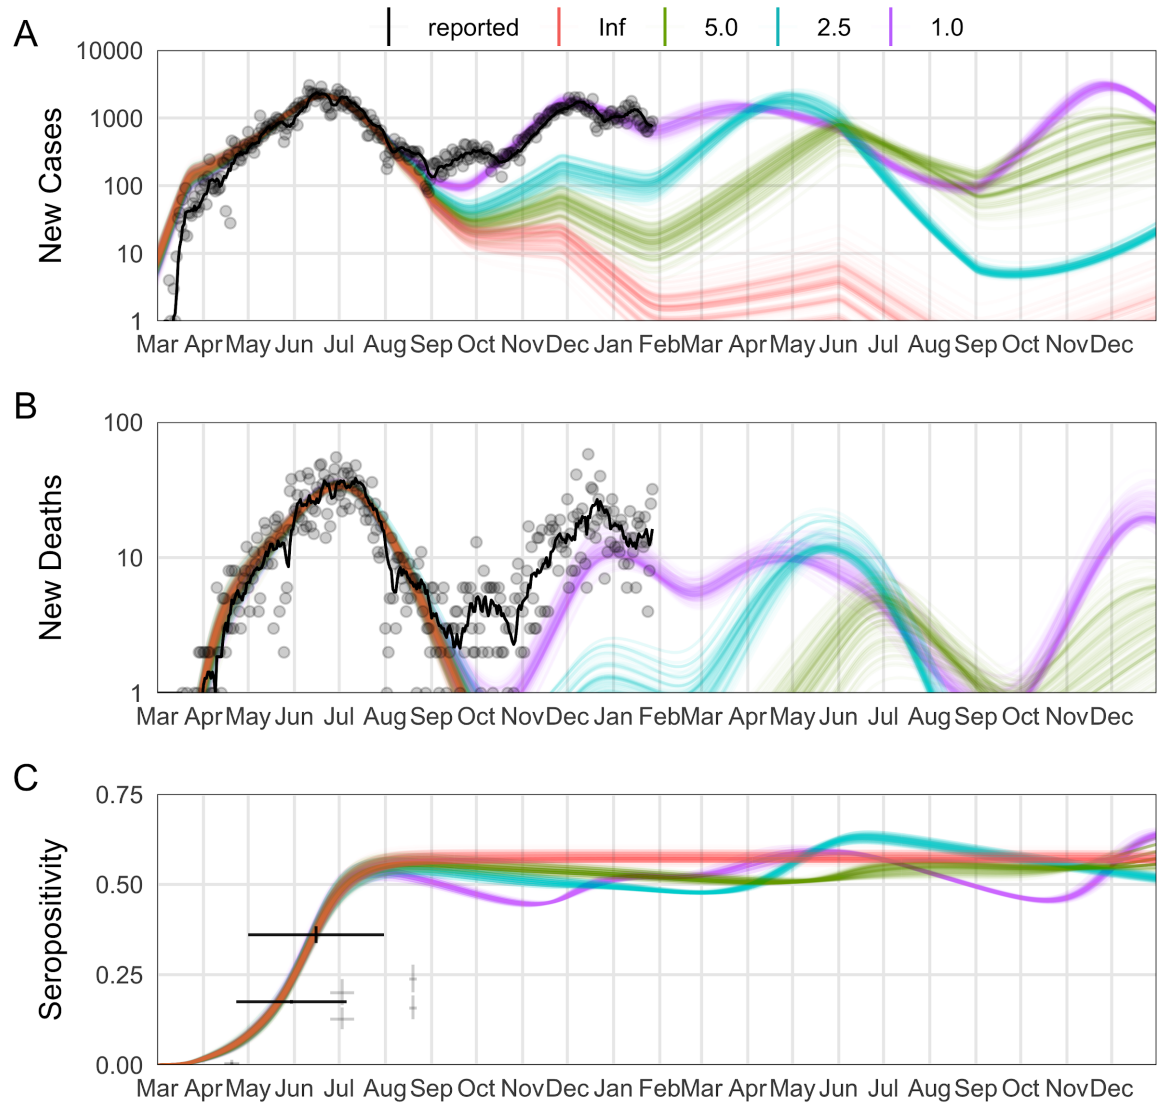 A
reported Inf 5.0 2.5 1.0
New Cases
10000
1000
100
10
1
Mar Apr May Jun Jul Aug Sep Oct Nov Dec Jan Feb Mar Apr May Jun Jul Aug Sep Oct Nov Dec
B
New Deaths
100
10
1
Mar Apr May Jun Jul Aug Sep Oct Nov Dec Jan Feb Mar Apr May Jun Jul Aug Sep Oct Nov Dec
C
Seropositivity
0.75
0.50
0.25
0.00
Mar Apr May Jun Jul Aug Sep Oct Nov Dec Jan Feb Mar Apr May Jun Jul Aug Sep Oct Nov Dec